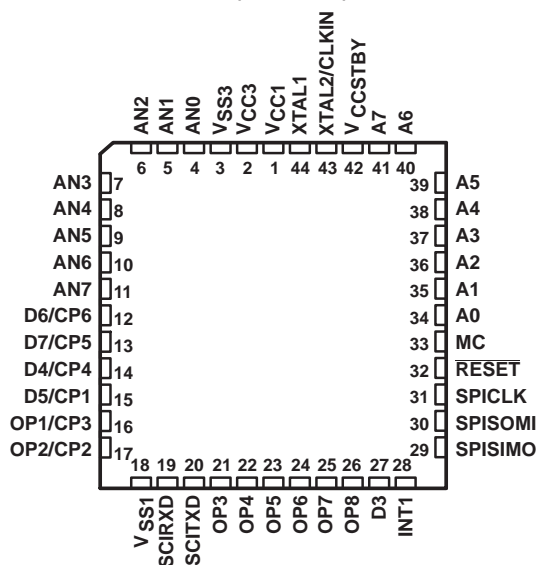 AN2
AN1
AN0
VSS3
VCC3
VCC1
XTAL1
XTAL2/CLKIN
VCCSTBY
A7
A6
6 5 4 3 2 1 44 43 42 41 40
AN3 7
AN4 8
AN5 9
AN6 10
AN7 11
D6/CP6 12
D7/CP5 13
D4/CP4 14
D5/CP1 15
OP1/CP3 16
OP2/CP2 17
39 A5
38 A4
37 A3
36 A2
35 A1
34 A0
33 MC
32 RESET
31 SPICLK
30 SPISOMI
29 SPISIMO
18 19 20 21 22 23 24 25 26 27 28
VSS1
SCIRXD
SCITXD
OP3
OP4
OP5
OP6
OP7
OP8
D3
INT1